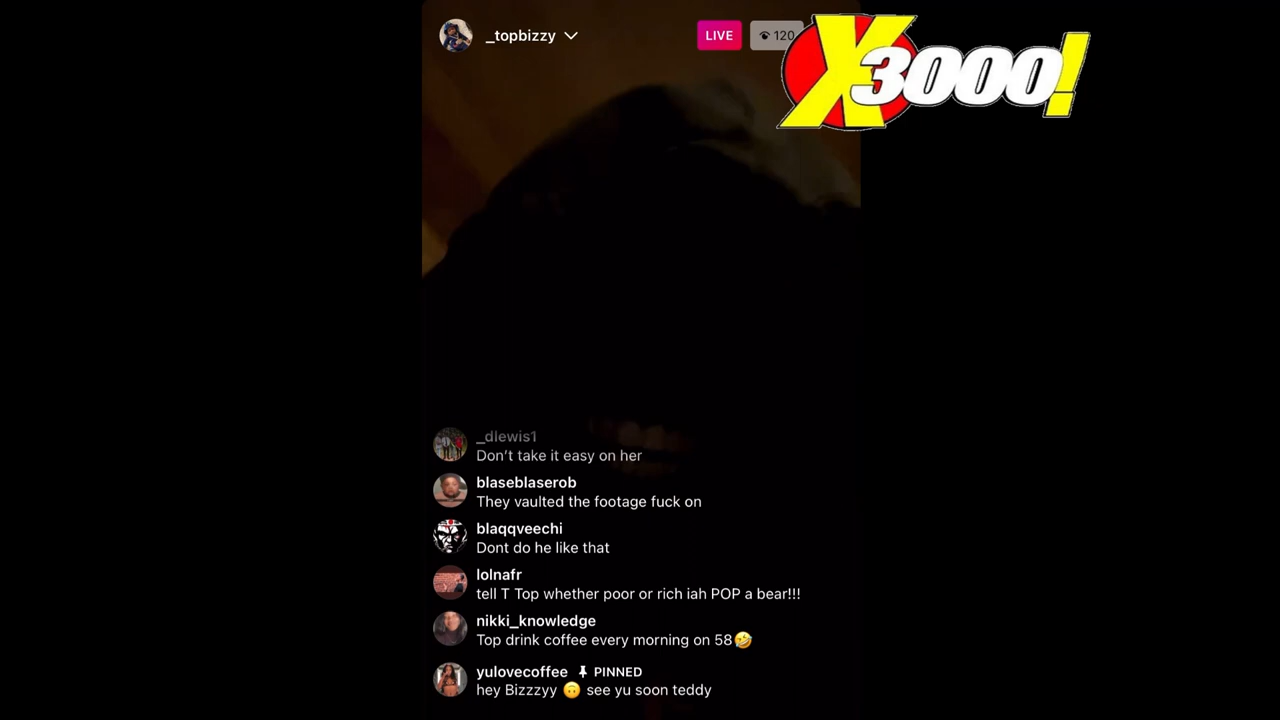 _topbizzy
LIVE
120
X3000!
_dlewis1
Don't take it easy on her
blaseblaserob
They vaulted the footage fuck on
blaqqveechi
Dont do he like that
lolnafr
tell T Top whether poor or rich iah POP a bear!!!
nikki_knowledge
Top drink coffee every morning on 58🤣
yulovecoffee PINNED
hey Bizzzyy 🙃 see yu soon teddy